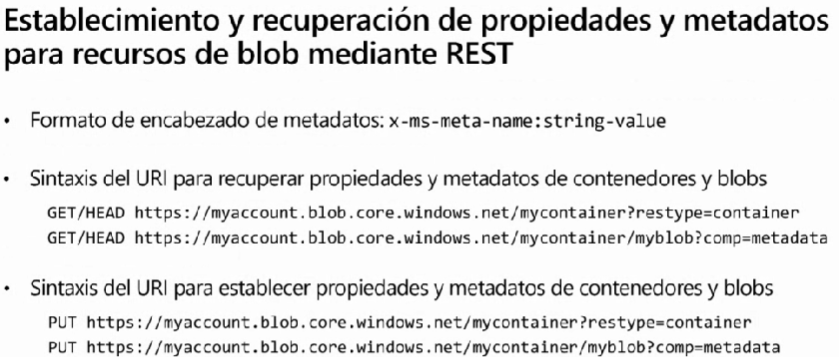 Establecimiento y recuperación de propiedades y metadatos
para recursos de blob mediante REST
• Formato de encabezado de metadatos: x-ms-meta-name:string-value
• Sintaxis del URI para recuperar propiedades y metadatos de contenedores y blobs
GET/HEAD https://myaccount.blob.core.windows.net/mycontainer?restype=container
GET/HEAD https://myaccount.blob.core.windows.net/mycontainer/myblob?comp=metadata
• Sintaxis del URI para establecer propiedades y metadatos de contenedores y blobs
PUT https://myaccount.blob.core.windows.net/mycontainer?restype=container
PUT https://myaccount.blob.core.windows.net/mycontainer/myblob?comp=metadata